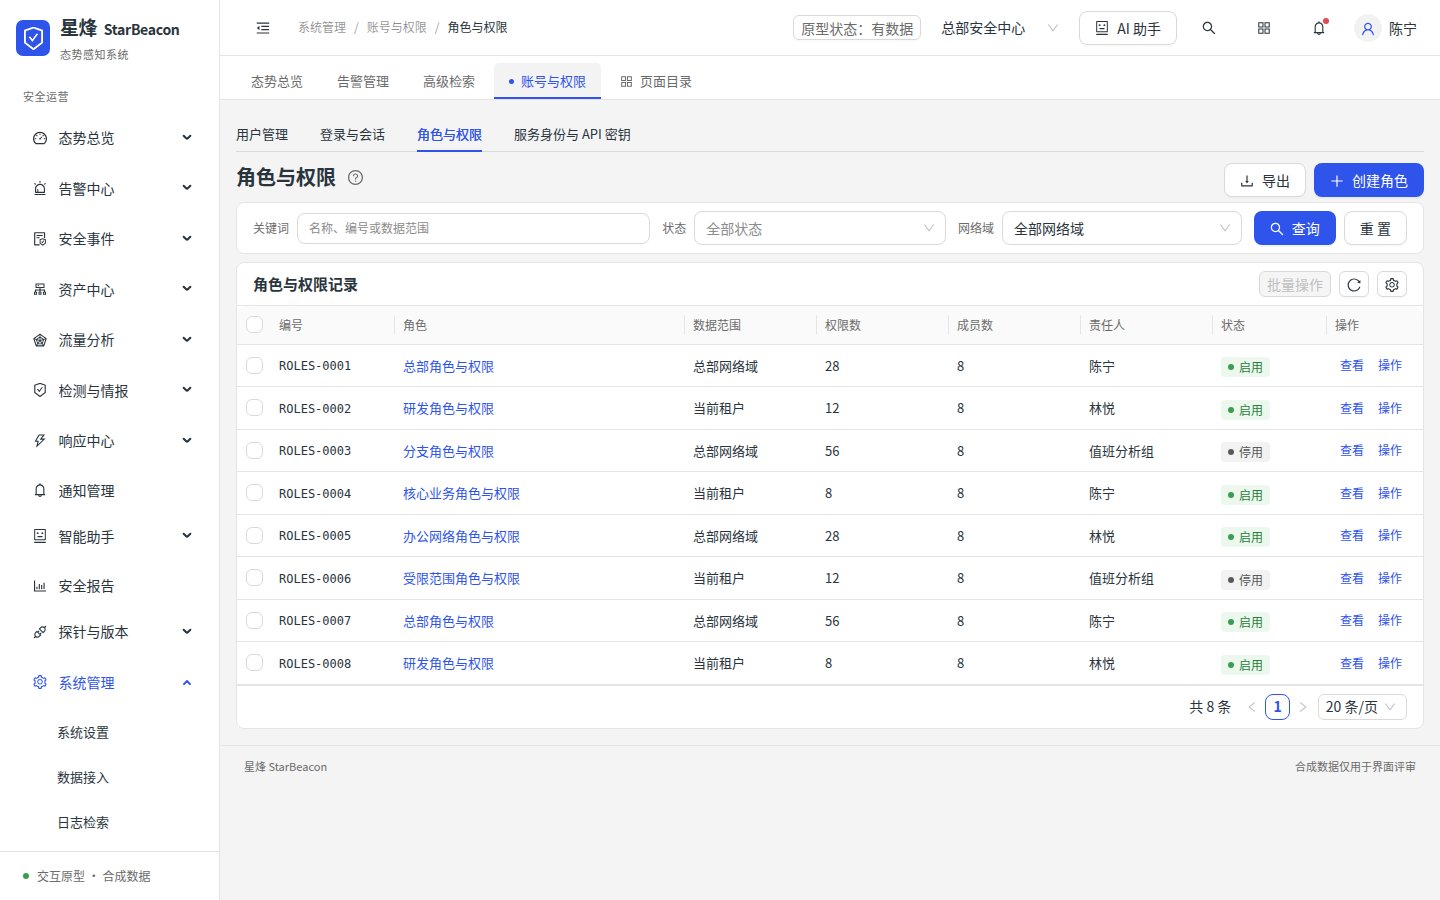 星烽 StarBeacon
态势感知系统
安全运营
态势总览
告警中心
安全事件
资产中心
流量分析
检测与情报
响应中心
通知管理
智能助手
安全报告
探针与版本
系统管理
系统设置
数据接入
日志检索
交互原型 · 合成数据
系统管理 / 账号与权限 / 角色与权限
原型状态：有数据
总部安全中心
AI 助手
陈宁
态势总览
告警管理
高级检索
账号与权限
页面目录
用户管理
登录与会话
角色与权限
服务身份与 API 密钥
角色与权限
导出
创建角色
关键词
名称、编号或数据范围
状态
全部状态
网络域
全部网络域
查询
重 置
角色与权限记录
批量操作
编号 角色 数据范围 权限数 成员数 责任人 状态 操作
ROLES-0001 总部角色与权限 总部网络域 28 8 陈宁 启用 查看 操作
ROLES-0002 研发角色与权限 当前租户 12 8 林悦 启用 查看 操作
ROLES-0003 分支角色与权限 总部网络域 56 8 值班分析组 停用 查看 操作
ROLES-0004 核心业务角色与权限 当前租户 8 8 陈宁 启用 查看 操作
ROLES-0005 办公网络角色与权限 总部网络域 28 8 林悦 启用 查看 操作
ROLES-0006 受限范围角色与权限 当前租户 12 8 值班分析组 停用 查看 操作
ROLES-0007 总部角色与权限 总部网络域 56 8 陈宁 启用 查看 操作
ROLES-0008 研发角色与权限 当前租户 8 8 林悦 启用 查看 操作
共 8 条
1
20 条/页
星烽 StarBeacon
合成数据仅用于界面评审